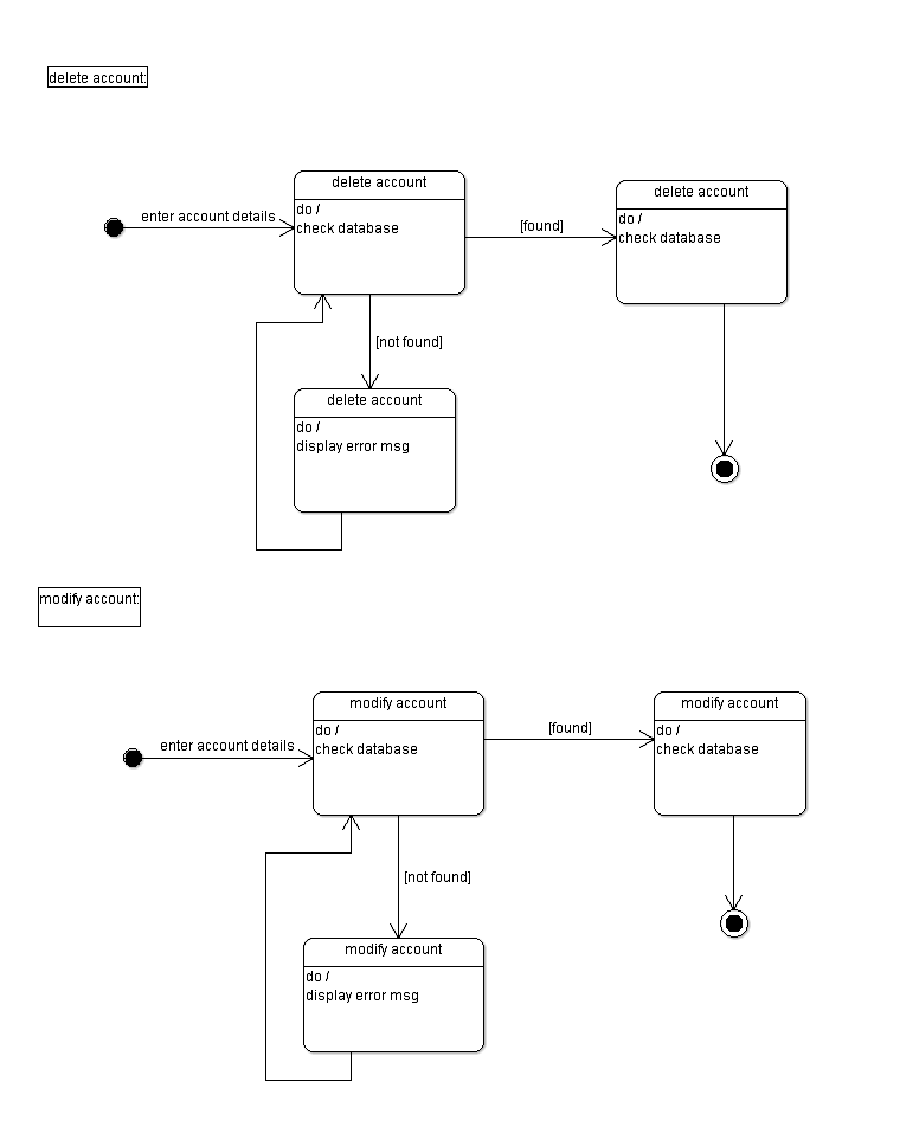 delete account:
delete account
do /
check database
enter account details
[found]
delete account
do /
check database
[not found]
delete account
do /
display error msg
modify account:
modify account
do /
check database
enter account details
[found]
modify account
do /
check database
[not found]
modify account
do /
display error msg